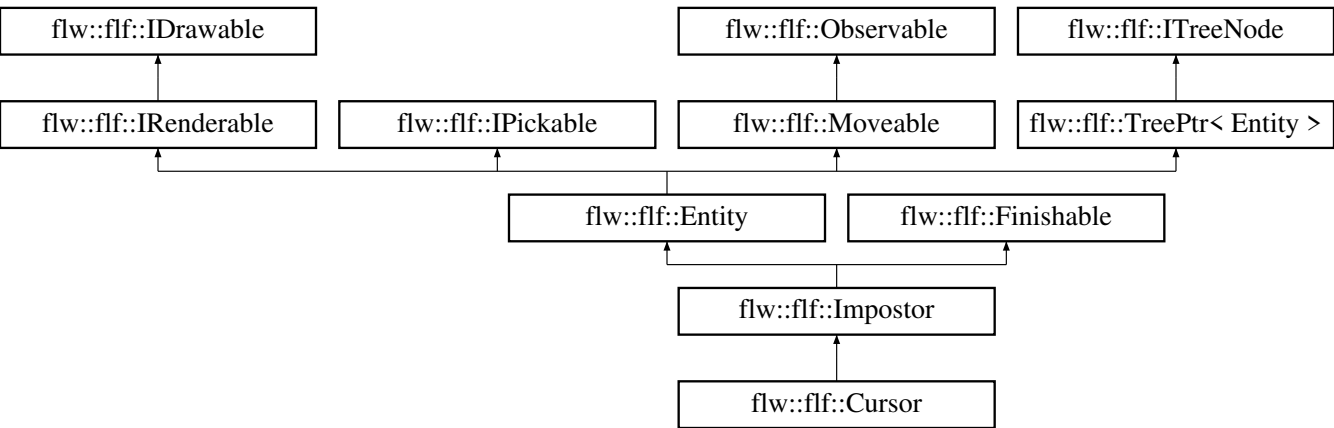 flw::flf::IDrawable
flw::flf::Observable
flw::flf::ITreeNode
flw::flf::IRenderable
flw::flf::IPickable
flw::flf::Moveable
flw::flf::TreePtr< Entity >
flw::flf::Entity
flw::flf::Finishable
flw::flf::Impostor
flw::flf::Cursor